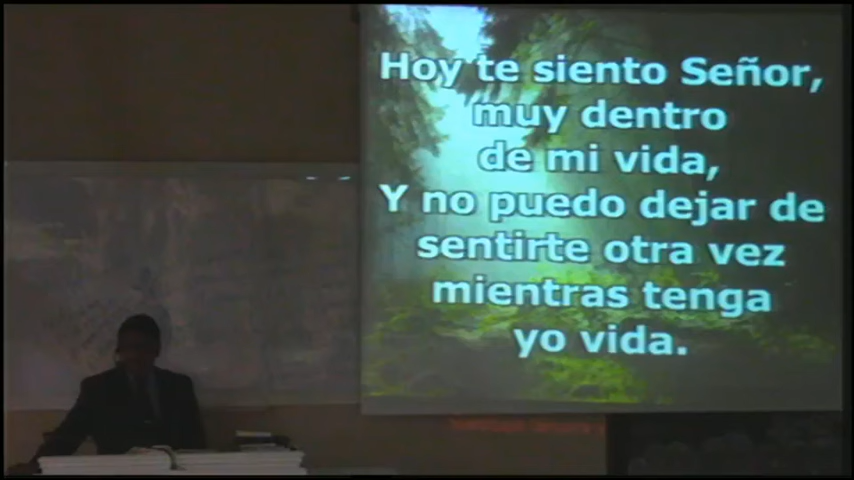 Hoy te siento Señor,
muy dentro
de mi vida,
Y no puedo dejar de
sentirte otra vez
mientras tenga
yo vida.